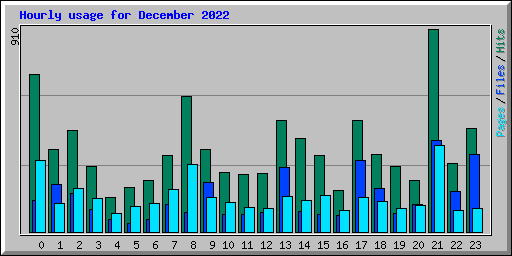 Hourly usage for December 2022
910
Pages / Files / Hits
0 1 2 3 4 5 6 7 8 9 10 11 12 13 14 15 16 17 18 19 20 21 22 23